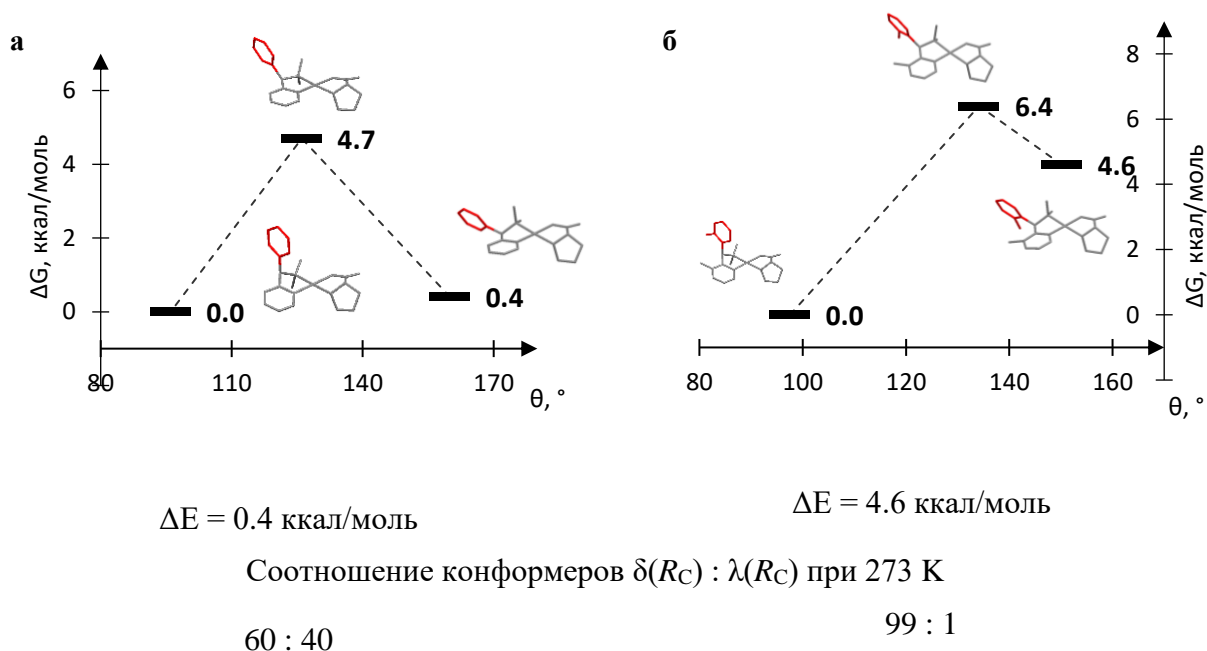 а
б
ΔG, ккал/моль
6
4
2
0
4.7
0.0
0.4
80
110
140
170
θ, °
8
6
4
2
0
ΔG, ккал/моль
6.4
4.6
0.0
80
100
120
140
160
θ, °
ΔE = 0.4 ккал/моль
ΔE = 4.6 ккал/моль
Соотношение конформеров δ(RC) : λ(RC) при 273 K
60 : 40
99 : 1